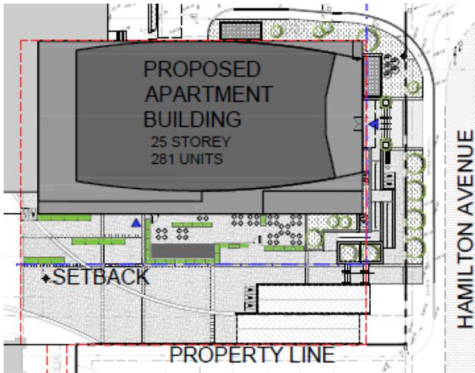 PROPOSED
APARTMENT
BUILDING
25 STOREY
281 UNITS
HAMILTON AVENUE
SETBACK
PROPERTY LINE